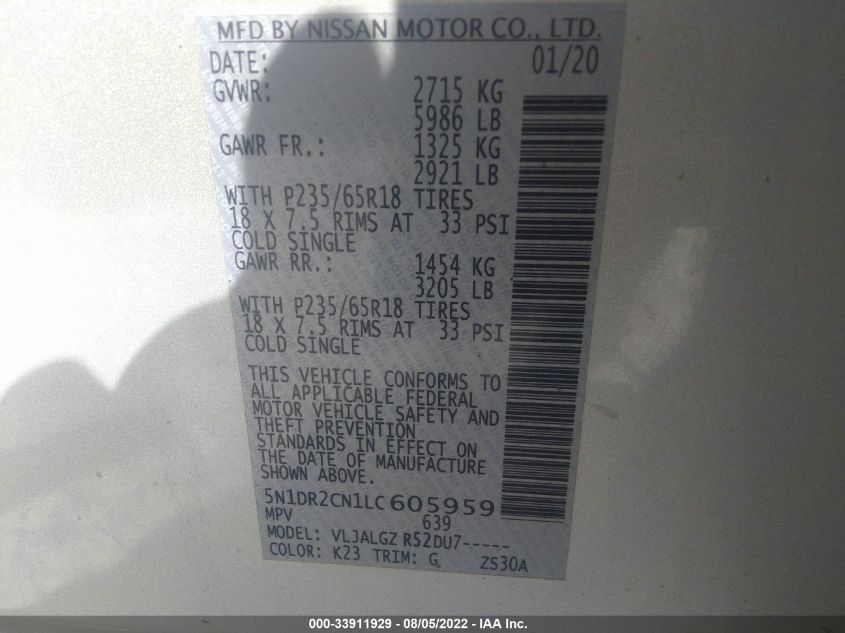 MFD BY NISSAN MOTOR CO., LTD.
DATE: 01/20
GVWR: 2715 KG
5986 LB
GAWR FR.: 1325 KG
2921 LB
WITH P235/65R18 TIRES
18 X 7.5 RIMS AT 33 PSI
COLD SINGLE
GAWR RR.: 1454 KG
3205 LB
WITH P235/65R18 TIRES
18 X 7.5 RIMS AT 33 PSI
COLD SINGLE
THIS VEHICLE CONFORMS TO
ALL APPLICABLE FEDERAL
MOTOR VEHICLE SAFETY AND
THEFT PREVENTION
STANDARDS IN EFFECT ON
THE DATE OF MANUFACTURE
SHOWN ABOVE.
5N1DR2CN1LC605959
MPV 639
MODEL: VLJALGZ R52DU7-----
COLOR: K23 TRIM: G ZS30A
000-33911929 - 08/05/2022 - IAA Inc.